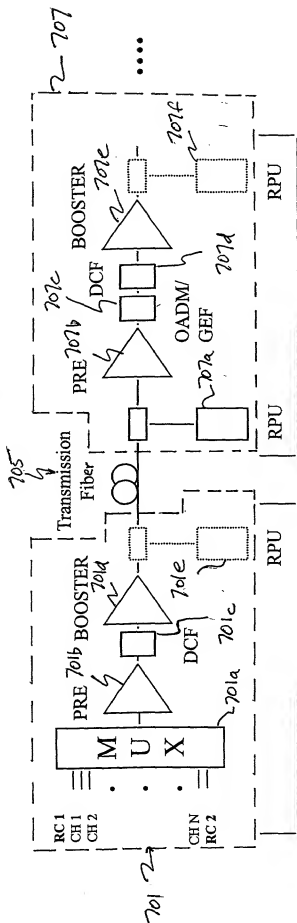 701
RC 1
CH 1
CH 2
CH N
RC 2
M
U
X
701a
PRE 701b
DCF
701c
BOOSTER
701d
701e
RPU
705
Transmission
Fiber
707
RPU
707a
PRE 707b
707c
DCF
OADM/
GEF
707d
BOOSTER
707e
707f
RPU